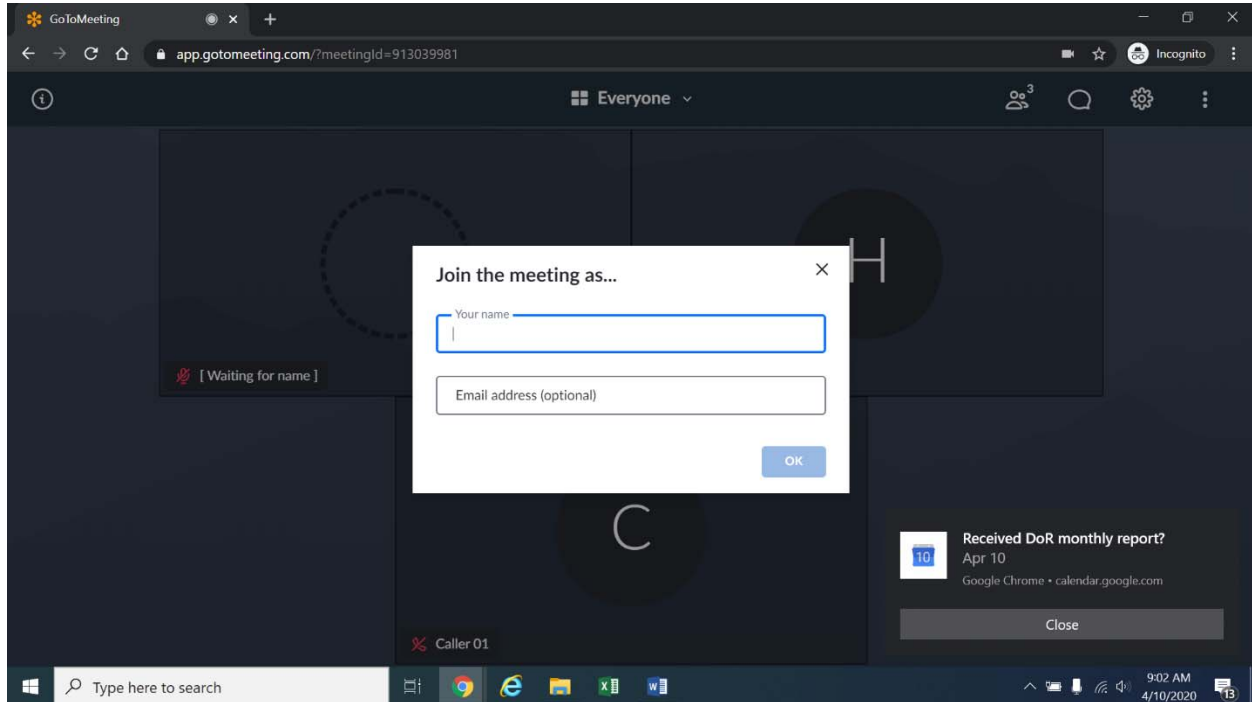 GoToMeeting
app.gotomeeting.com/?meetingId=913039981
Incognito
Everyone
3
Join the meeting as...
Your name
H
[ Waiting for name ]
Email address (optional)
OK
C
Received DoR monthly report?
10
Apr 10
Google Chrome • calendar.google.com
Close
Caller 01
Type here to search
9:02 AM
4/10/2020
13